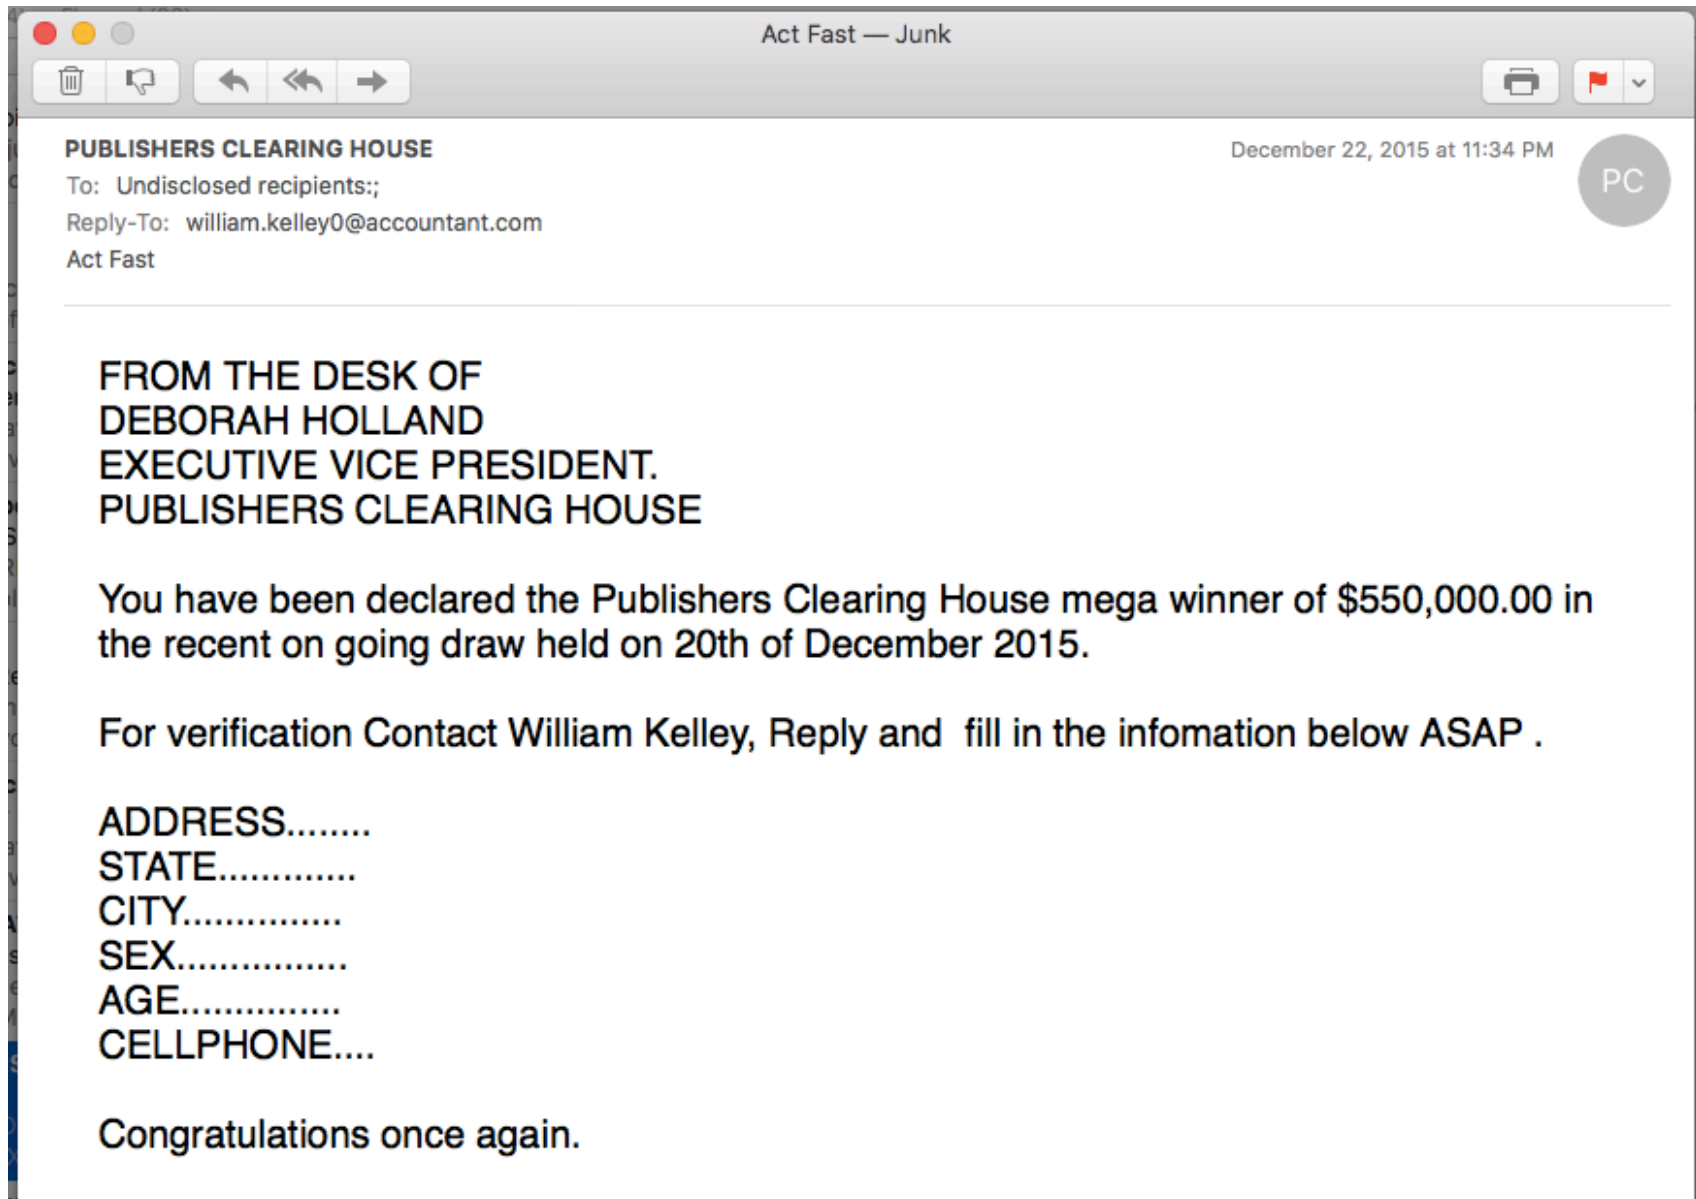 Act Fast — Junk
PUBLISHERS CLEARING HOUSE
December 22, 2015 at 11:34 PM
PC
To: Undisclosed recipients:;
Reply-To: william.kelley0@accountant.com
Act Fast
FROM THE DESK OF
DEBORAH HOLLAND
EXECUTIVE VICE PRESIDENT.
PUBLISHERS CLEARING HOUSE
You have been declared the Publishers Clearing House mega winner of $550,000.00 in
the recent on going draw held on 20th of December 2015.
For verification Contact William Kelley, Reply and  fill in the infomation below ASAP .
ADDRESS........
STATE.............
CITY...............
SEX................
AGE...............
CELLPHONE....
Congratulations once again.